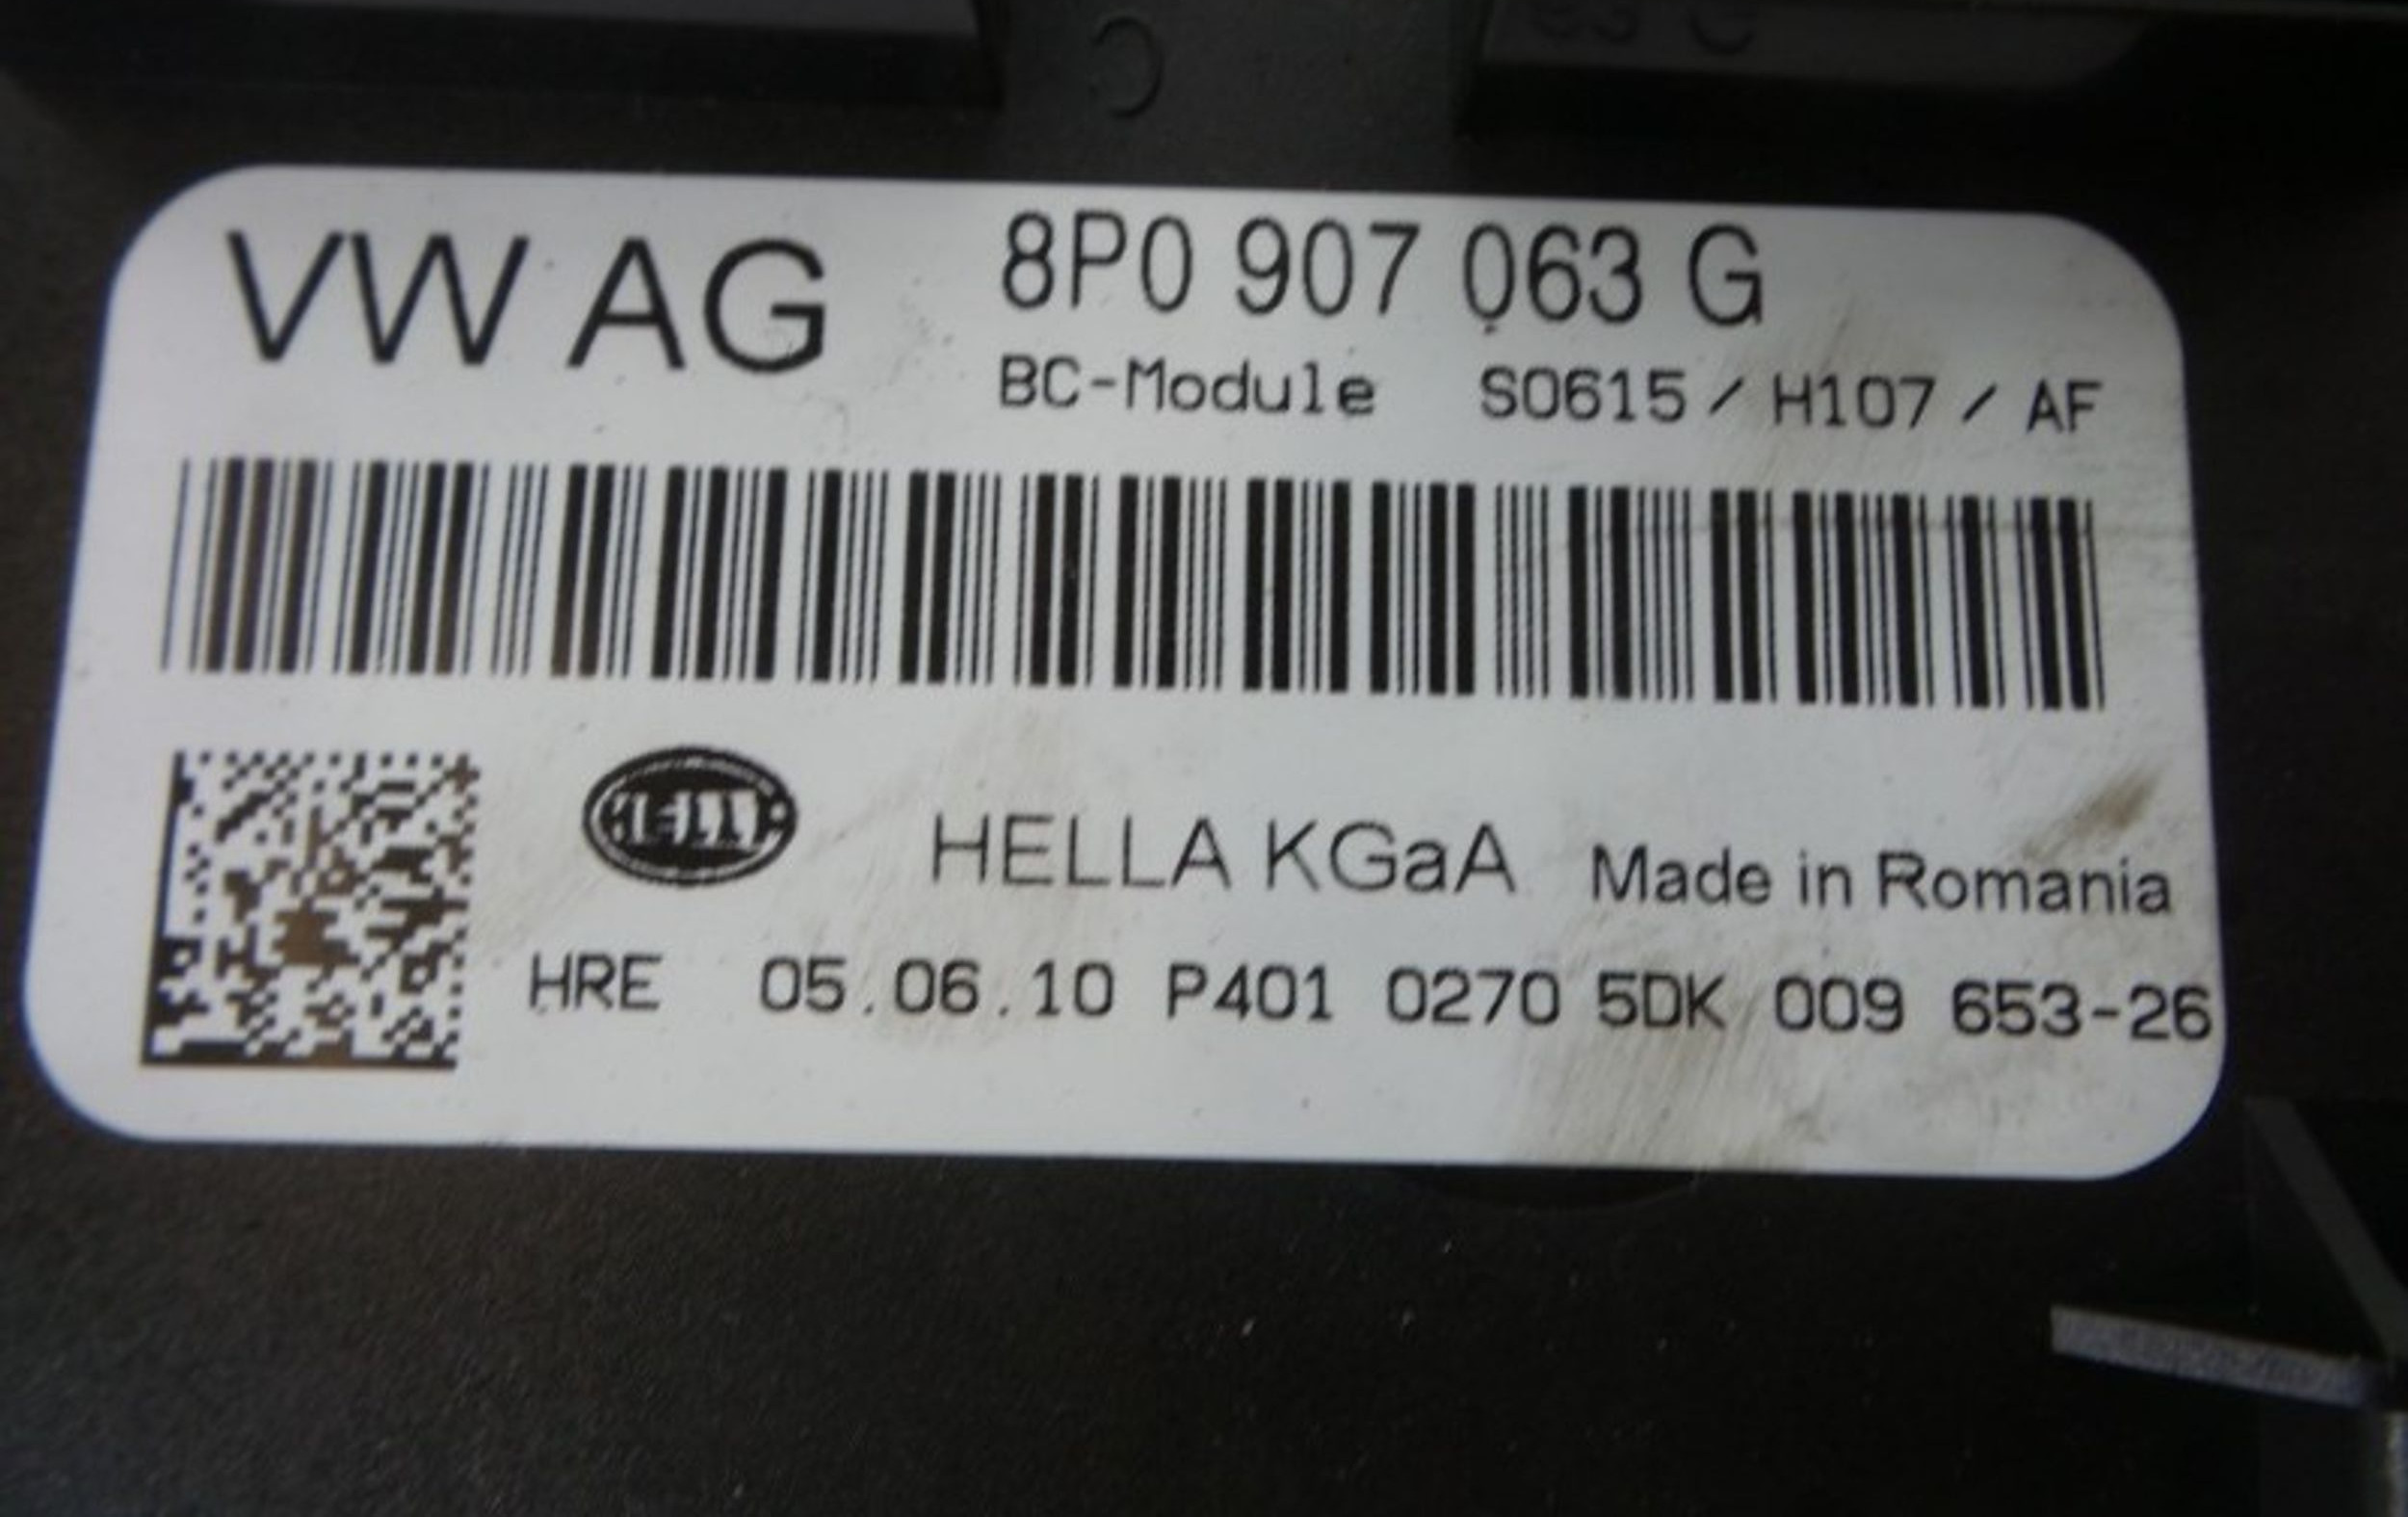 VW AG 8P0 907 063 G
BC-Module S0615 / H107 / AF
HELLA
HELLA KGaA Made in Romania
HRE 05.06.10 P401 0270 5DK 009 653-26